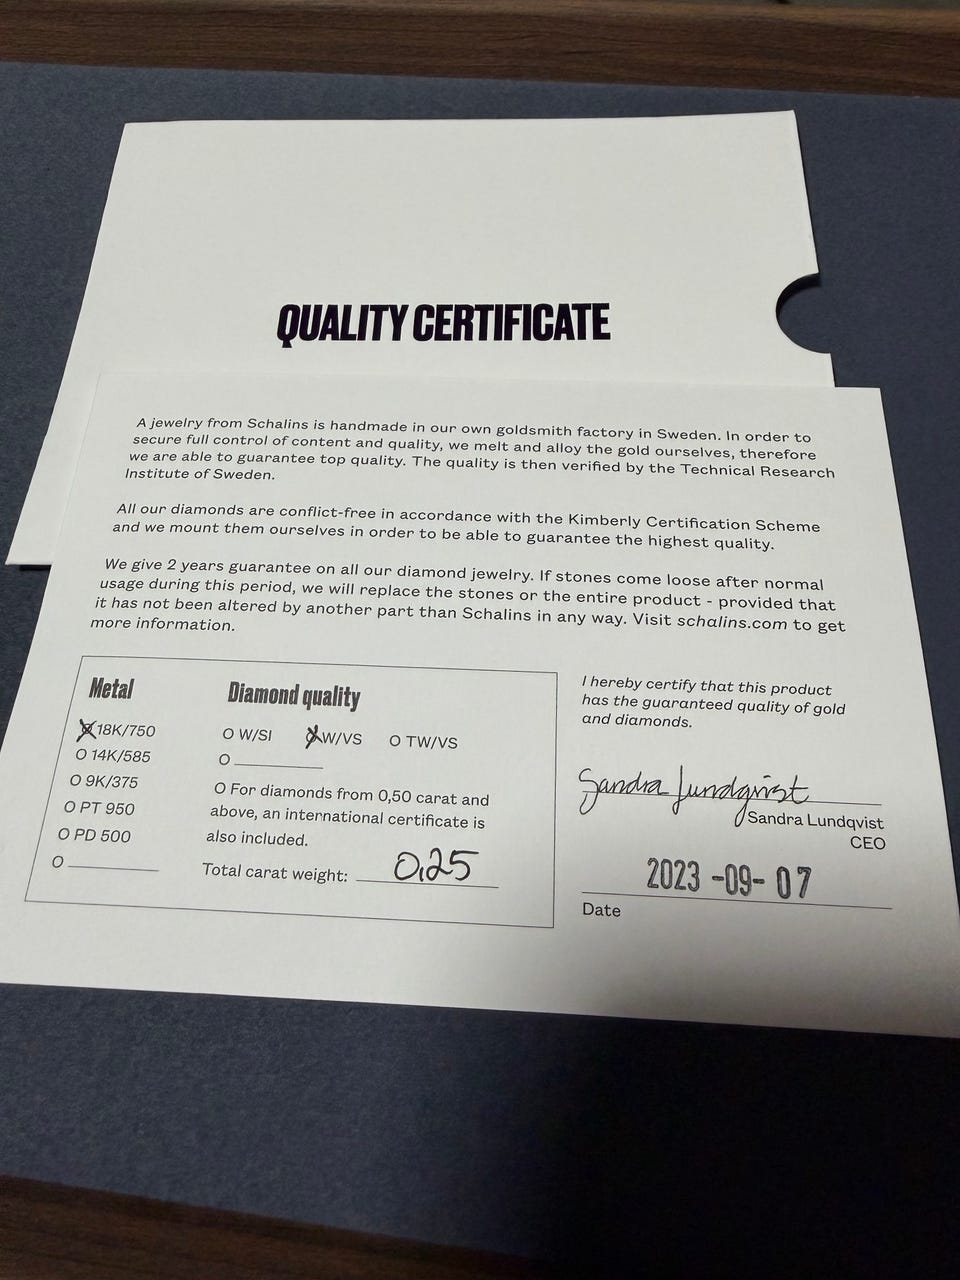 QUALITY CERTIFICATE
A jewelry from Schalins is handmade in our own goldsmith factory in Sweden. In order to
secure full control of content and quality, we melt and alloy the gold ourselves, therefore
we are able to guarantee top quality. The quality is then verified by the Technical Research
Institute of Sweden.
All our diamonds are conflict-free in accordance with the Kimberly Certification Scheme
and we mount them ourselves in order to be able to guarantee the highest quality.
We give 2 years guarantee on all our diamond jewelry. If stones come loose after normal
usage during this period, we will replace the stones or the entire product - provided that
it has not been altered by another part than Schalins in any way. Visit schalins.com to get
more information.
Metal
18K/750
14K/585
9K/375
PT 950
PD 500
Diamond quality
W/SI W/VS TW/VS
For diamonds from 0,50 carat and
above, an international certificate is
also included.
Total carat weight: 0,25
I hereby certify that this product
has the guaranteed quality of gold
and diamonds.
Sandra Lundqvist
Sandra Lundqvist
CEO
2023-09-07
Date